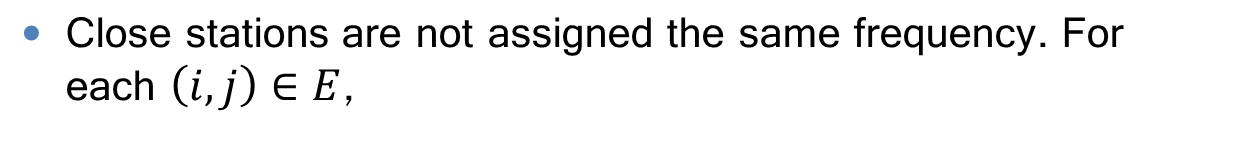 • Close stations are not assigned the same frequency. For
each (𝑖, 𝑗) ∈ 𝐸,